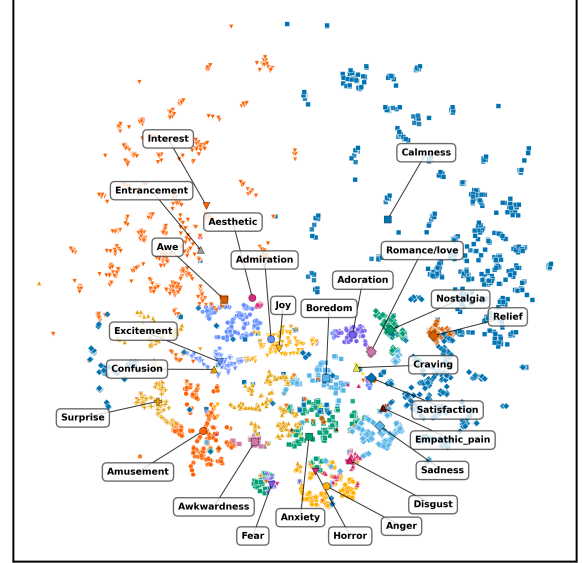 Interest
Calmness
Entrancement
Aesthetic
Awe
Romance/love
Admiration
Adoration
Nostalgia
Joy
Boredom
Relief
Excitement
Confusion
Craving
Surprise
Satisfaction
Empathic_pain
Amusement
Sadness
Awkwardness
Disgust
Anxiety
Anger
Fear
Horror